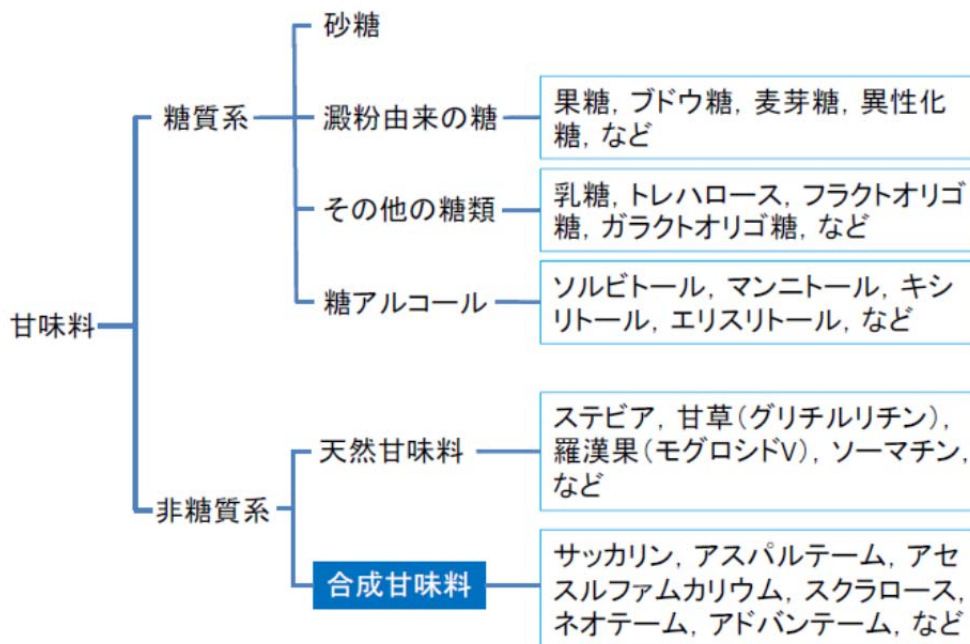 砂糖
糖質系
澱粉由来の糖
果糖, ブドウ糖, 麦芽糖, 異性化
糖, など
その他の糖類
乳糖, トレハロース, フラクトオリゴ
糖, ガラクトオリゴ糖, など
糖アルコール
ソルビトール, マンニトール, キシ
リトール, エリスリトール, など
甘味料
非糖質系
天然甘味料
ステビア, 甘草(グリチルリチン),
羅漢果(モグロシドV), ソーマチン,
など
合成甘味料
サッカリン, アスパルテーム, アセ
スルファムカリウム, スクラロース,
ネオテーム, アドバンテーム, など